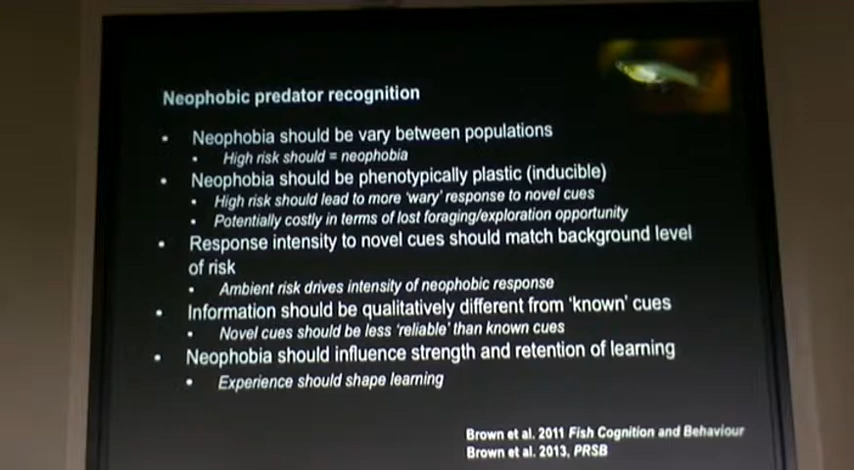 Neophobic predator recognition
• Neophobia should be vary between populations
• High risk should = neophobia
• Neophobia should be phenotypically plastic (inducible)
• High risk should lead to more 'wary' response to novel cues
• Potentially costly in terms of lost foraging/exploration opportunity
• Response intensity to novel cues should match background level
of risk
• Ambient risk drives intensity of neophobic response
• Information should be qualitatively different from 'known' cues
• Novel cues should be less 'reliable' than known cues
• Neophobia should influence strength and retention of learning
• Experience should shape learning
Brown et al. 2011 Fish Cognition and Behaviour
Brown et al. 2013, PRSB